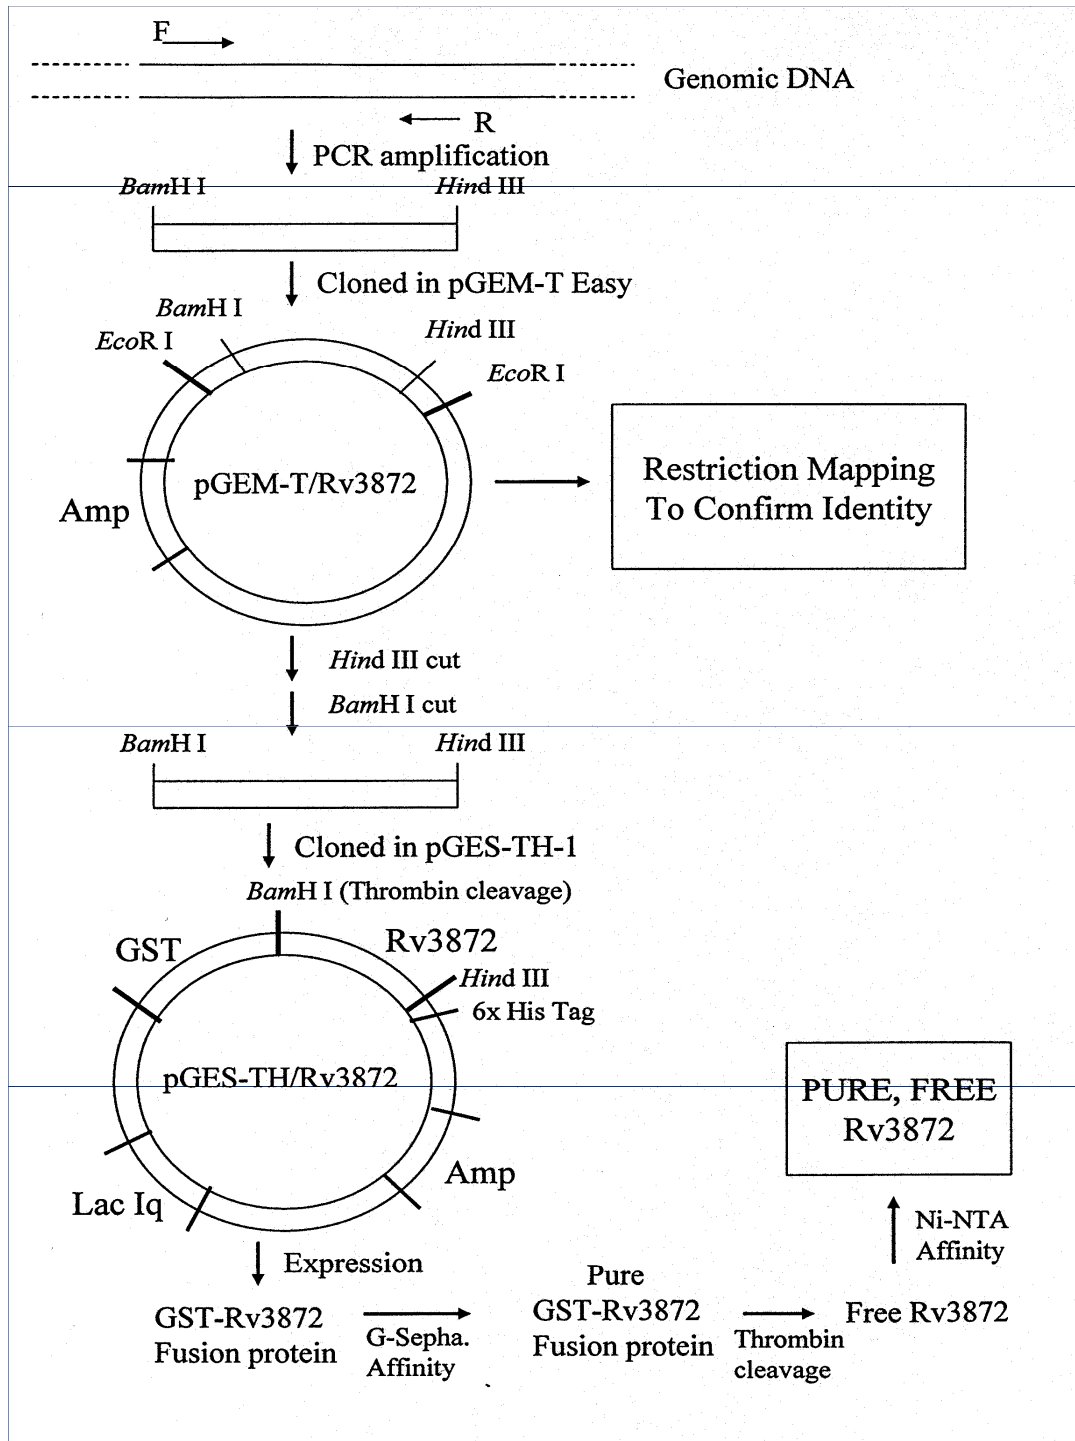 F
Genomic DNA
R
PCR amplification
BamH I
Hind III
Cloned in pGEM-T Easy
BamH I
Hind III
EcoR I
EcoR I
pGEM-T/Rv3872
Restriction Mapping
To Confirm Identity
Amp
Hind III cut
BamH I cut
BamH I
Hind III
Cloned in pGES-TH-1
BamH I (Thrombin cleavage)
GST
Rv3872
Hind III
6x His Tag
pGES-TH/Rv3872
PURE, FREE
Rv3872
Amp
Lac Iq
Ni-NTA
Affinity
Expression
GST-Rv3872
Fusion protein
G-Sepha.
Affinity
Pure
GST-Rv3872
Fusion protein
Thrombin
cleavage
Free Rv3872